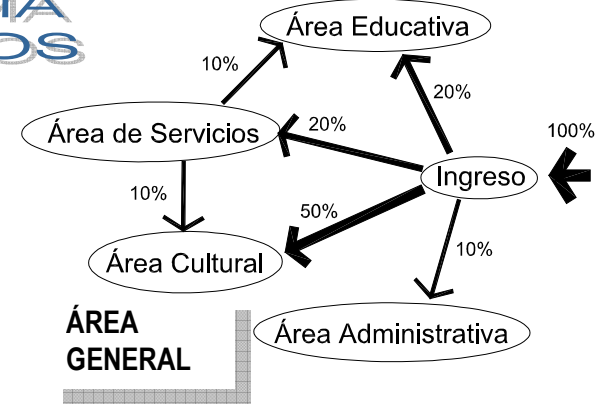 Área Educativa
10%
20%
Área de Servicios
20%
100%
Ingreso
10%
50%
10%
Área Cultural
ÁREA
GENERAL
Área Administrativa